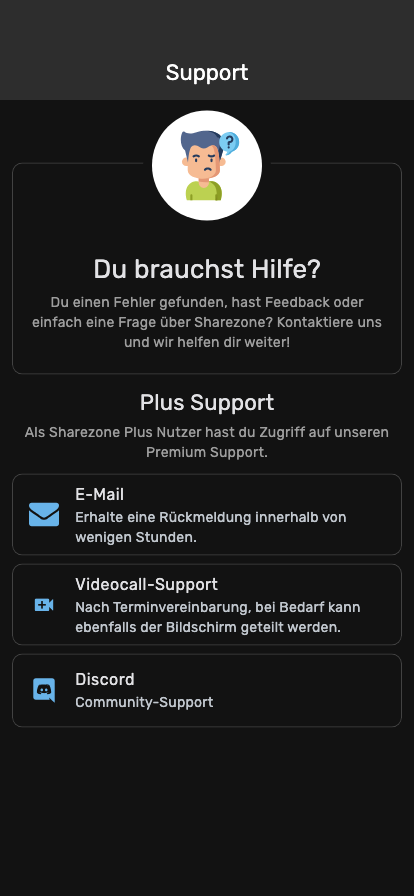 Support
?
Du brauchst Hilfe?
Du einen Fehler gefunden, hast Feedback oder
einfach eine Frage über Sharezone? Kontaktiere uns
und wir helfen dir weiter!
Plus Support
Als Sharezone Plus Nutzer hast du Zugriff auf unseren
Premium Support.
E-Mail
Erhalte eine Rückmeldung innerhalb von
wenigen Stunden.
Videocall-Support
Nach Terminvereinbarung, bei Bedarf kann
ebenfalls der Bildschirm geteilt werden.
Discord
Community-Support